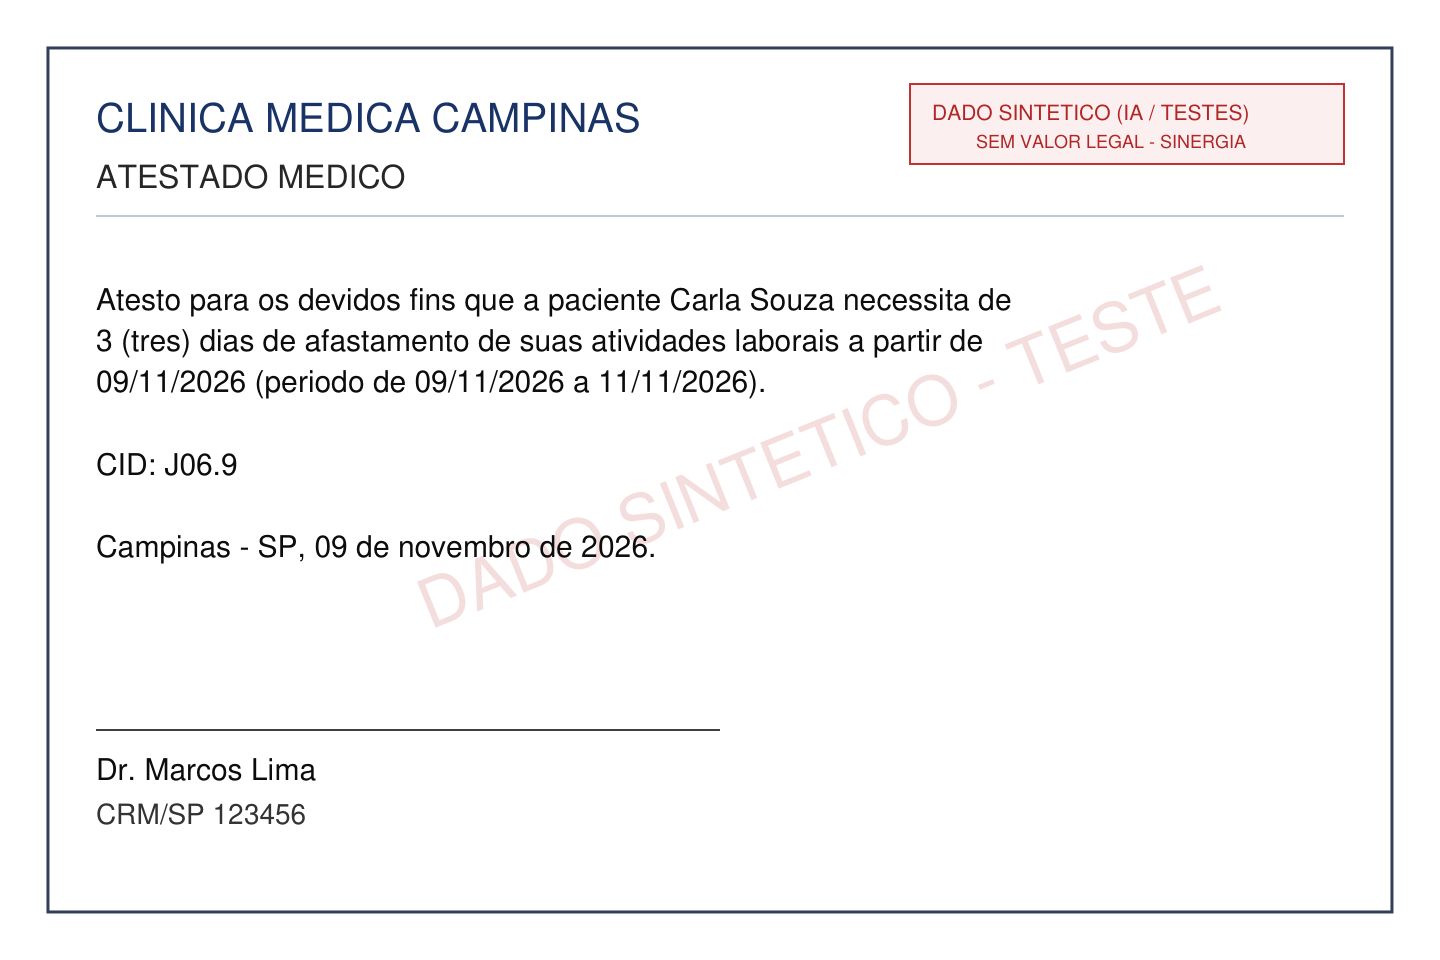 CLINICA MEDICA CAMPINAS
ATESTADO MEDICO
DADO SINTETICO (IA / TESTES)
SEM VALOR LEGAL - SINERGIA
Atesto para os devidos fins que a paciente Carla Souza necessita de
3 (tres) dias de afastamento de suas atividades laborais a partir de
09/11/2026 (periodo de 09/11/2026 a 11/11/2026).
CID: J06.9
Campinas - SP, 09 de novembro de 2026.
DADO SINTETICO - TESTE
Dr. Marcos Lima
CRM/SP 123456